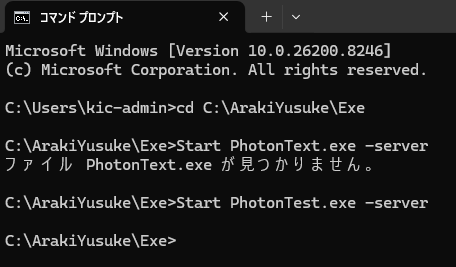 コマンド プロンプト
Microsoft Windows [Version 10.0.26200.8246]
(c) Microsoft Corporation. All rights reserved.
C:\Users\kic-admin>cd C:\ArakiYusuke\Exe
C:\ArakiYusuke\Exe>Start PhotonText.exe -server
ファイル PhotonText.exe が見つかりません。
C:\ArakiYusuke\Exe>Start PhotonTest.exe -server
C:\ArakiYusuke\Exe>